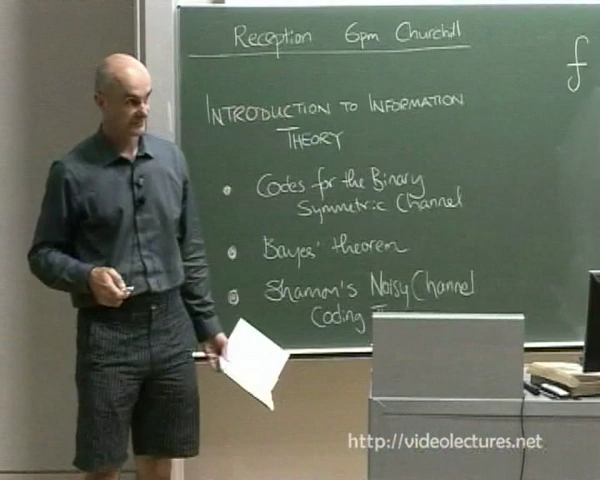 Reception 6pm Churchill
f
INTRODUCTION TO INFORMATION
THEORY
• Codes for the Binary
Symmetric Channel
• Bayes' theorem
• Shannon's Noisy Channel
Coding
http://videolectures.net